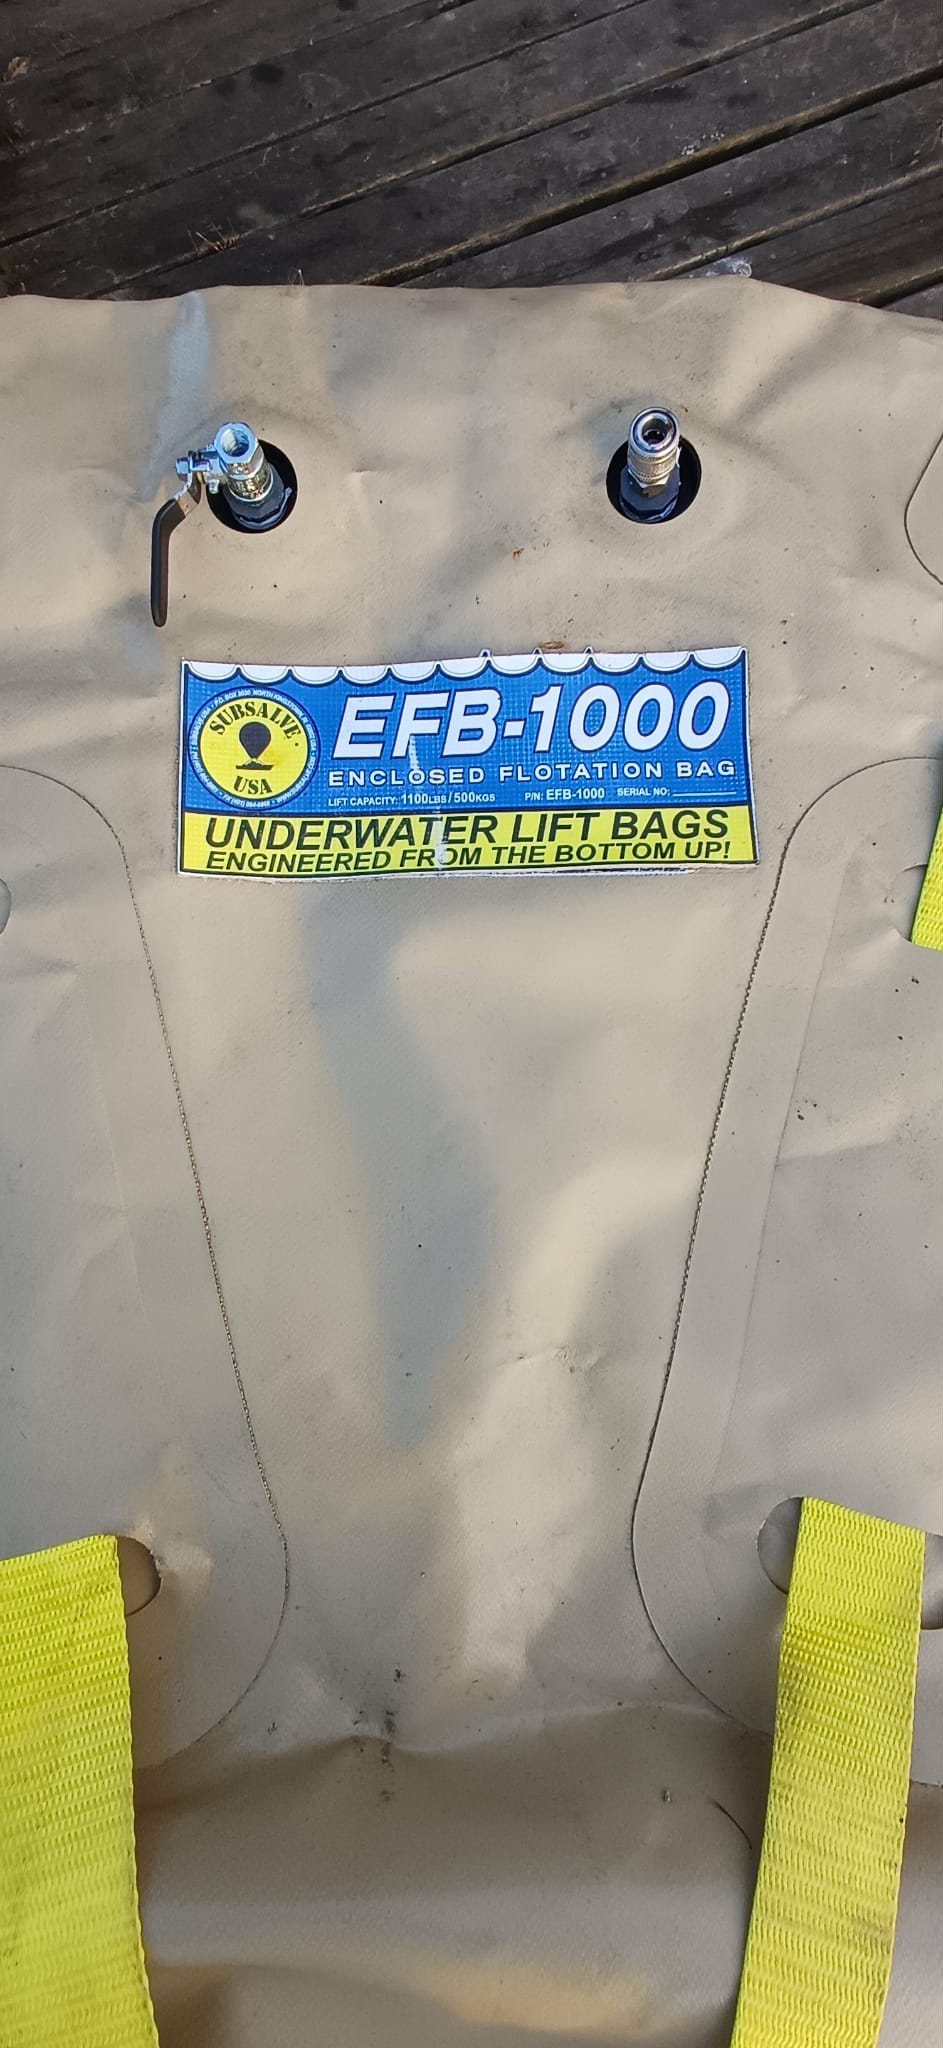 SUBSALVE
USA
EFB-1000
ENCLOSED FLOTATION BAG
LIFT CAPACITY: 1100LBS/500KGS P/N: EFB-1000 SERIAL NO:
UNDERWATER LIFT BAGS
ENGINEERED FROM THE BOTTOM UP!